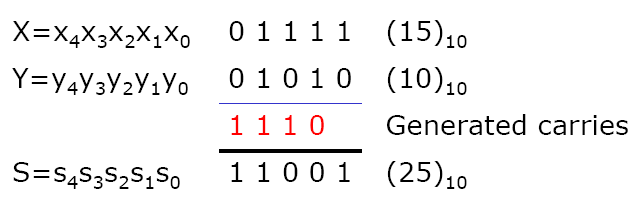 X=x₄x₃x₂x₁x₀ 0 1 1 1 1 (15)₁₀
Y=y₄y₃y₂y₁y₀ 0 1 0 1 0 (10)₁₀
1 1 1 0 Generated carries
S=s₄s₃s₂s₁s₀ 1 1 0 0 1 (25)₁₀